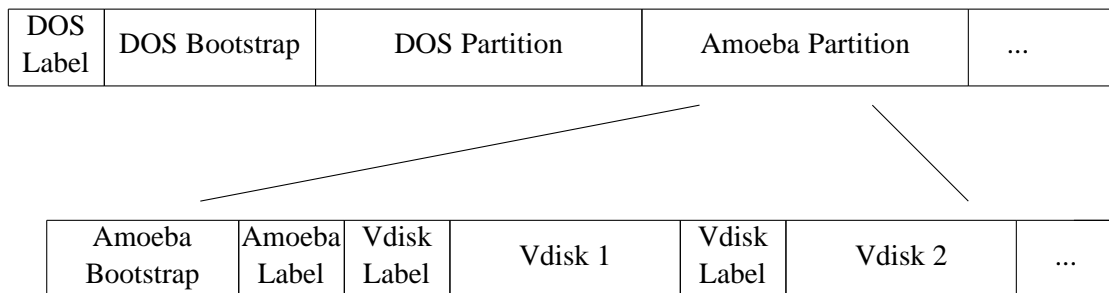 DOS
Label
DOS Bootstrap
DOS Partition
Amoeba Partition
...
Amoeba
Bootstrap
Amoeba
Label
Vdisk
Label
Vdisk 1
Vdisk
Label
Vdisk 2
...